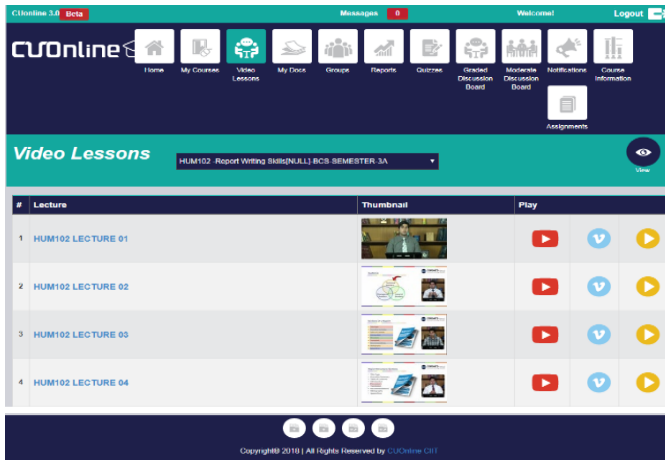 CUOnline 3.0 Beta
Messages 0
Welcome!
Logout
CUOnline
Home
My Courses
Video Lessons
My Docs
Groups
Reports
Quizzes
Graded Discussion Board
Moderate Discussion Board
Notifications
Course Information
Assignments
Video Lessons
HUM102 -Report Writing Skills[NULL]-BCS-SEMESTER-3A
View
# Lecture Thumbnail Play
1 HUM102 LECTURE 01
2 HUM102 LECTURE 02
3 HUM102 LECTURE 03
4 HUM102 LECTURE 04
Copyright© 2018 | All Rights Reserved by CUOnline CIIT